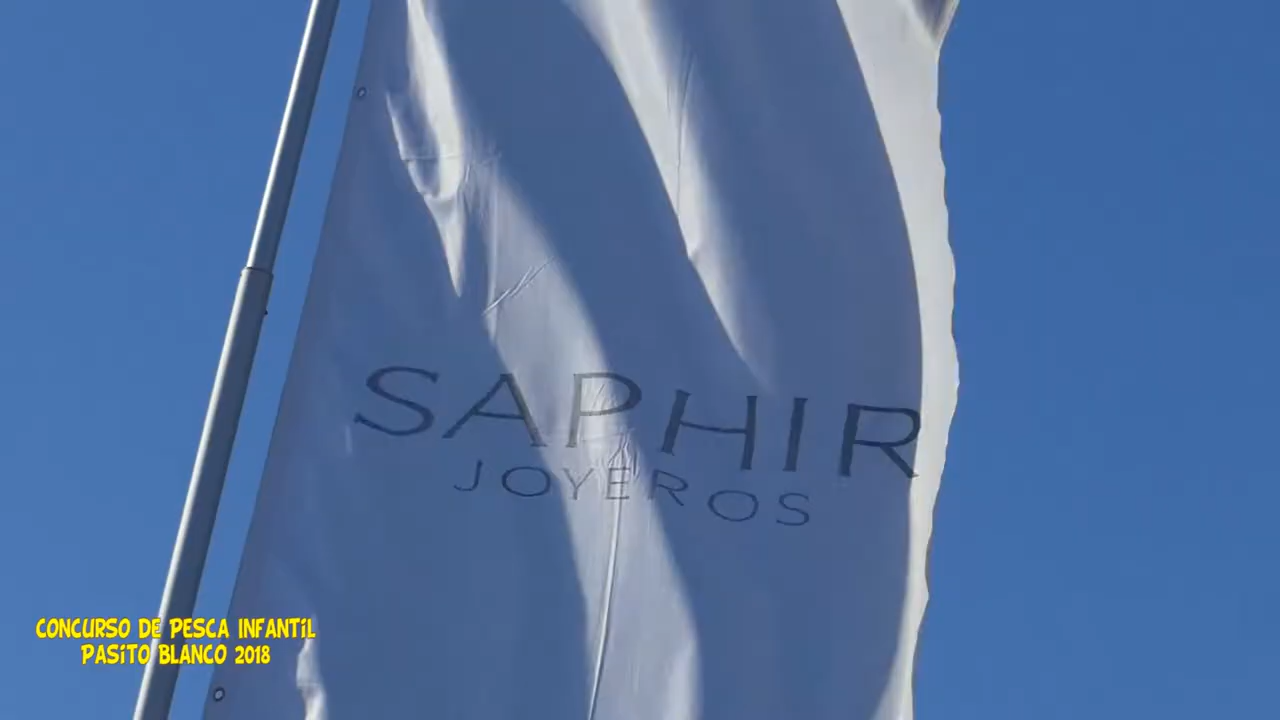 SAPHIR
JOYEROS
CONCURSO DE PESCA INFANTIL
PASITO BLANCO 2018